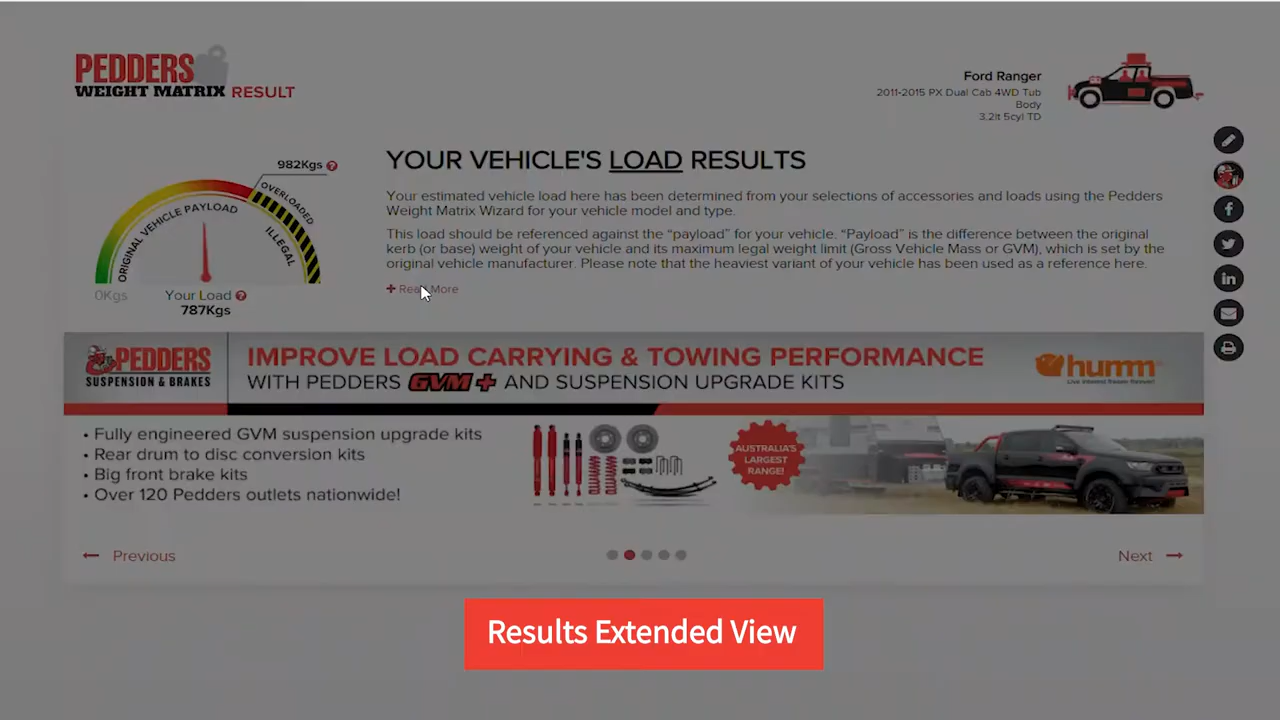 PEDDERS
WEIGHT MATRIX RESULT
Ford Ranger
2011-2015 PX Dual Cab 4WD Tub
Body
3.2lt 5cyl TD
982Kgs ?
ORIGINAL VEHICLE PAYLOAD
OVERLOADED
ILLEGAL
0Kgs
Your Load ?
787Kgs
YOUR VEHICLE'S LOAD RESULTS
Your estimated vehicle load here has been determined from your selections of accessories and loads using the Pedders
Weight Matrix Wizard for your vehicle model and type.
This load should be referenced against the “payload” for your vehicle. “Payload” is the difference between the original
kerb (or base) weight of your vehicle and its maximum legal weight limit (Gross Vehicle Mass or GVM), which is set by the
original vehicle manufacturer. Please note that the heaviest variant of your vehicle has been used as a reference here.
+ Read More
PEDDERS
SUSPENSION & BRAKES
IMPROVE LOAD CARRYING & TOWING PERFORMANCE
WITH PEDDERS GVM+ AND SUSPENSION UPGRADE KITS
humm
Live Interest Freeee Forever!
• Fully engineered GVM suspension upgrade kits
• Rear drum to disc conversion kits
• Big front brake kits
• Over 120 Pedders outlets nationwide!
AUSTRALIA'S
LARGEST
RANGE!
Previous
Next
Results Extended View